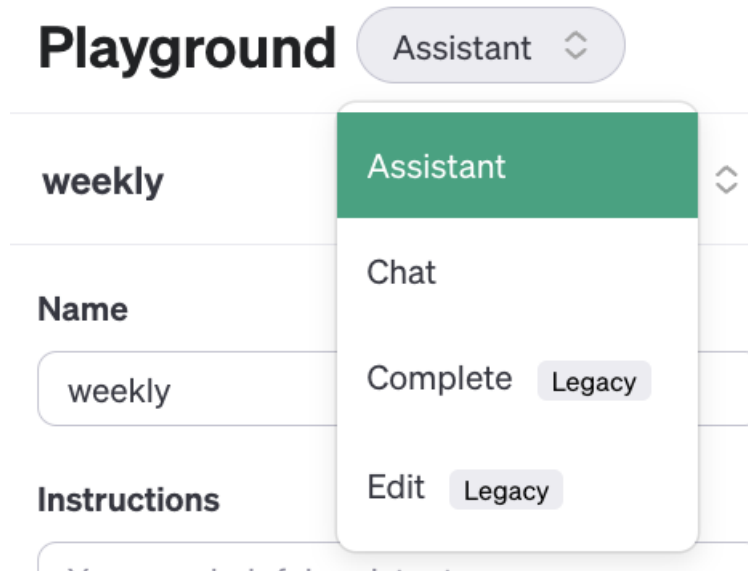 Playground Assistant
Assistant
weekly
Chat
Name
Complete Legacy
weekly
Edit Legacy
Instructions